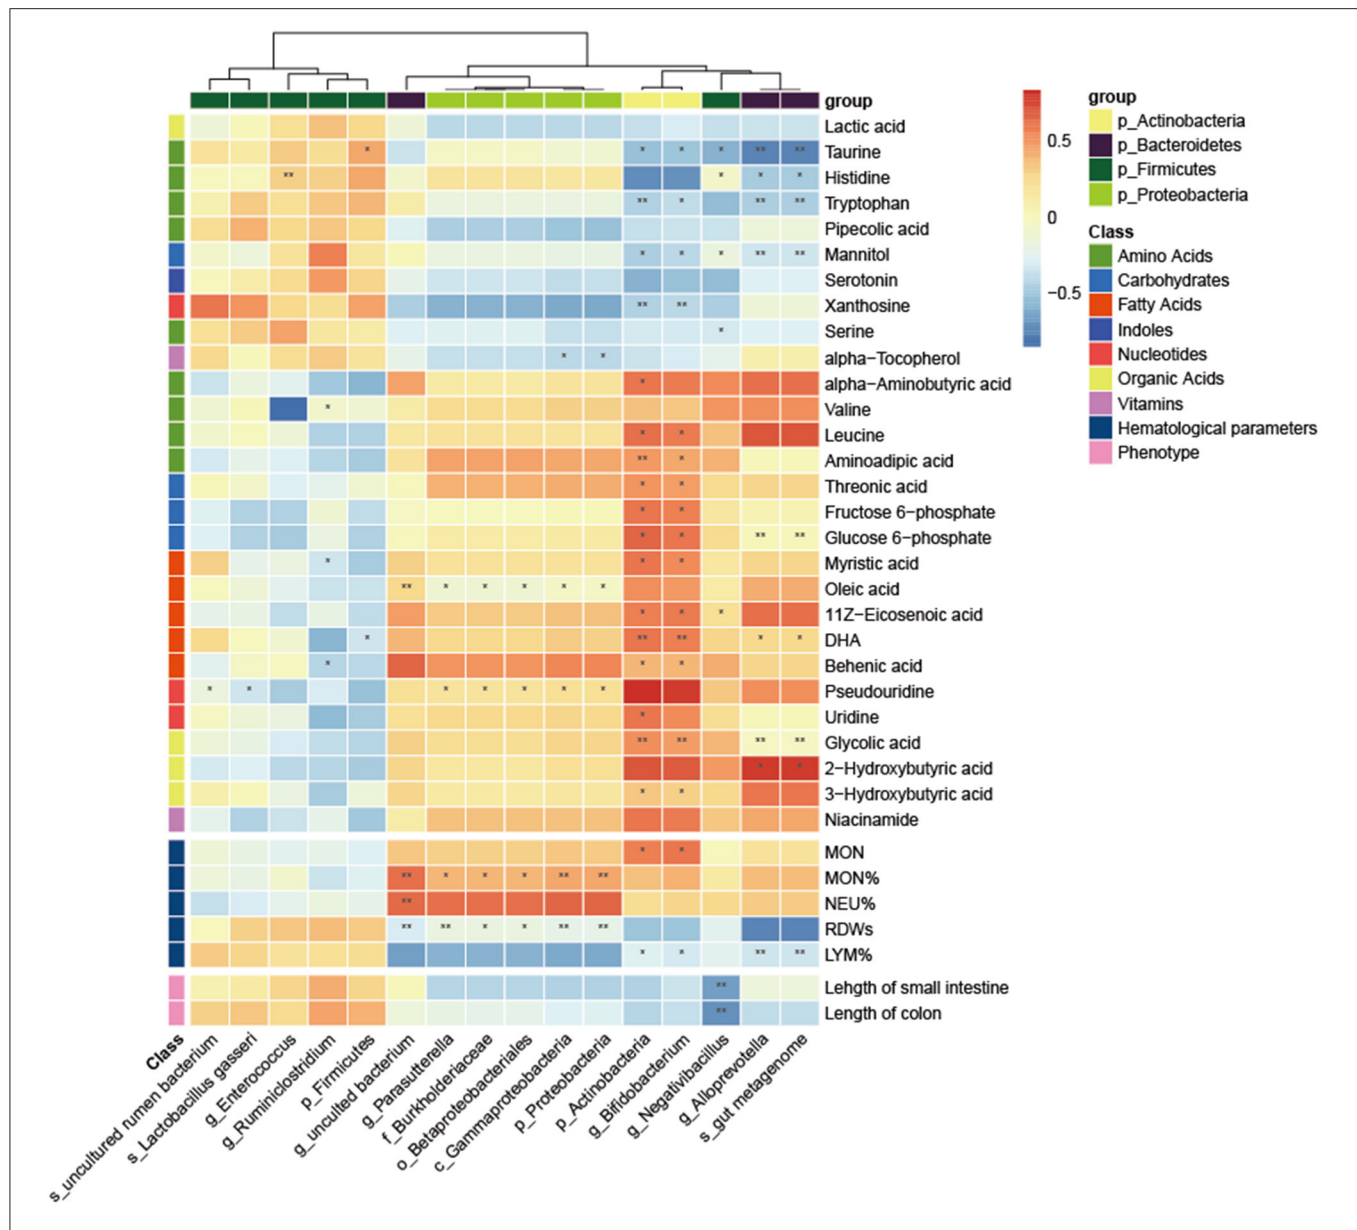 group
Lactic acid
Taurine
Histidine
Tryptophan
Pipecolic acid
Mannitol
Serotonin
Xanthosine
Serine
alpha−Tocopherol
alpha−Aminobutyric acid
Valine
Leucine
Aminoadipic acid
Threonic acid
Fructose 6−phosphate
Glucose 6−phosphate
Myristic acid
Oleic acid
11Z−Eicosenoic acid
DHA
Behenic acid
Pseudouridine
Uridine
Glycolic acid
2−Hydroxybutyric acid
3−Hydroxybutyric acid
Niacinamide
MON
MON%
NEU%
RDWs
LYM%
Lehgth of small intestine
Length of colon
0.5
0
−0.5
group
p_Actinobacteria
p_Bacteroidetes
p_Firmicutes
p_Proteobacteria
Class
Amino Acids
Carbohydrates
Fatty Acids
Indoles
Nucleotides
Organic Acids
Vitamins
Hematological parameters
Phenotype
Class
s_uncultured rumen bacterium
s_Lactobacillus gasseri
g_Enterococcus
g_Ruminiclostridium
p_Firmicutes
g_unculted bacterium
g_Parasutterella
f_Burkholderiaceae
o_Betaproteobacteriales
c_Gammaproteobacteria
p_Proteobacteria
p_Actinobacteria
g_Bifidobacterium
g_Negativibacillus
g_Alloprevotella
s_gut metagenome